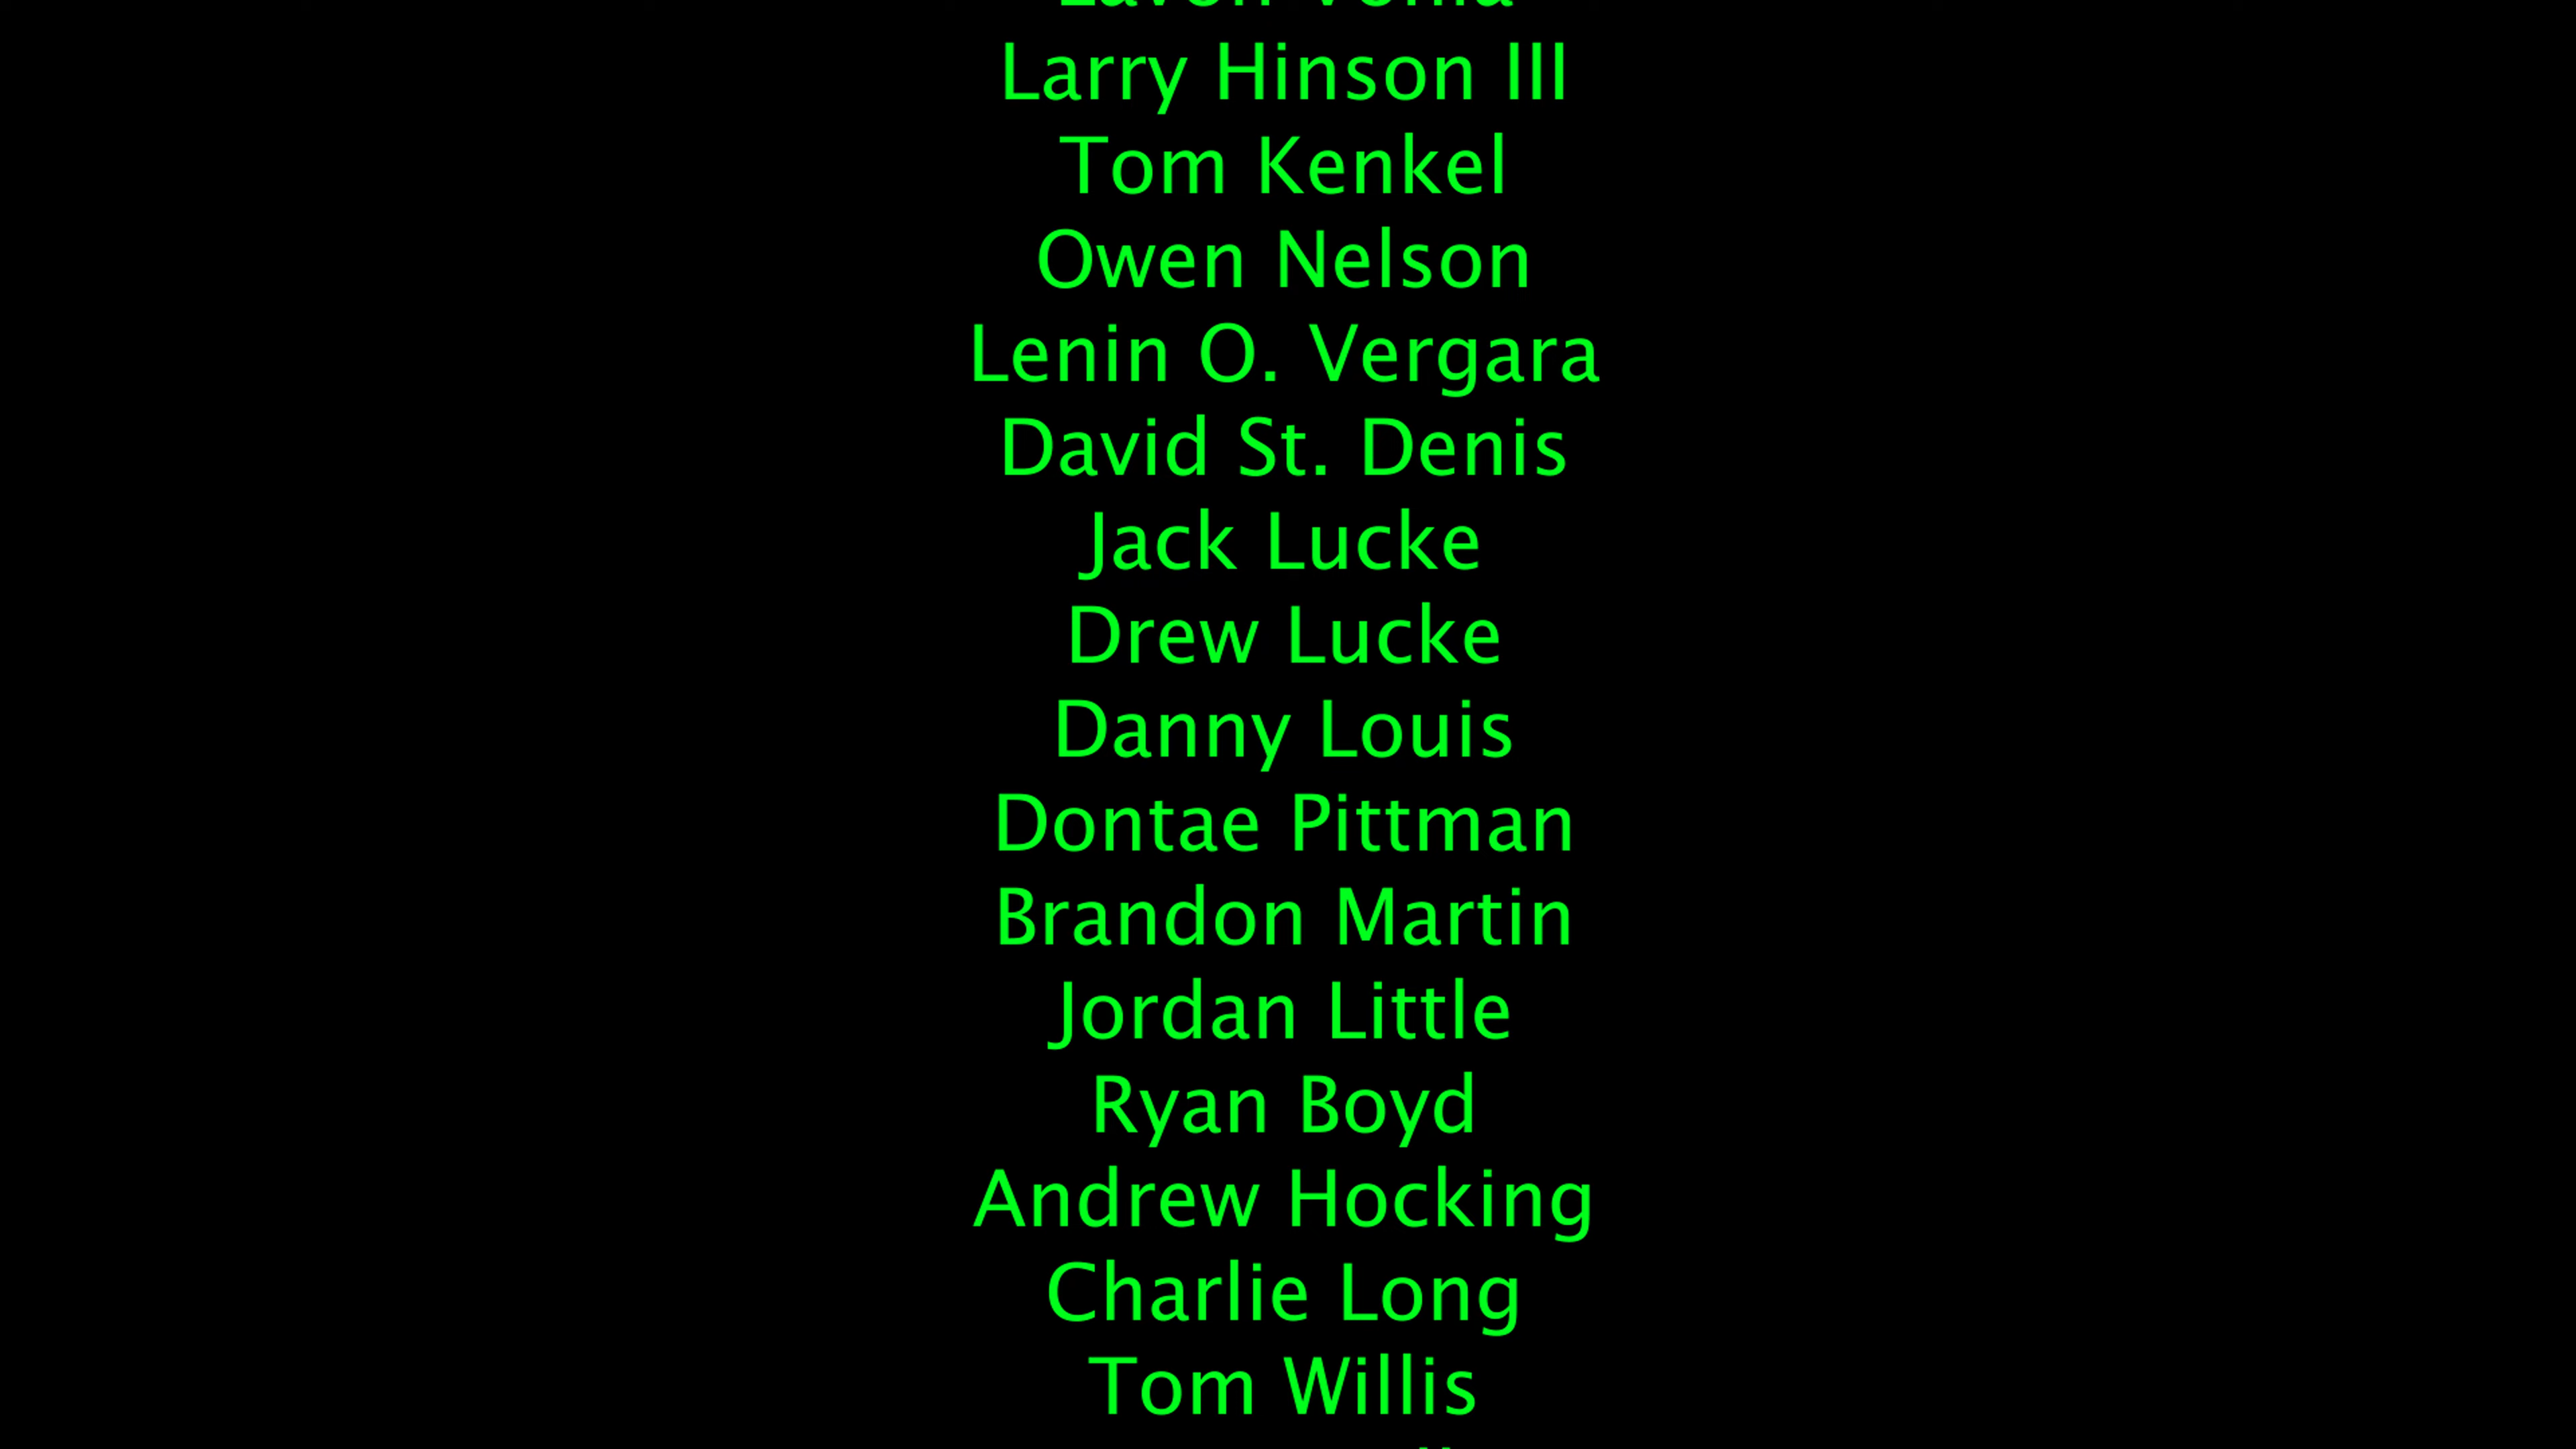 Larry Hinson III
Tom Kenkel
Owen Nelson
Lenin O. Vergara
David St. Denis
Jack Lucke
Drew Lucke
Danny Louis
Dontae Pittman
Brandon Martin
Jordan Little
Ryan Boyd
Andrew Hocking
Charlie Long
Tom Willis